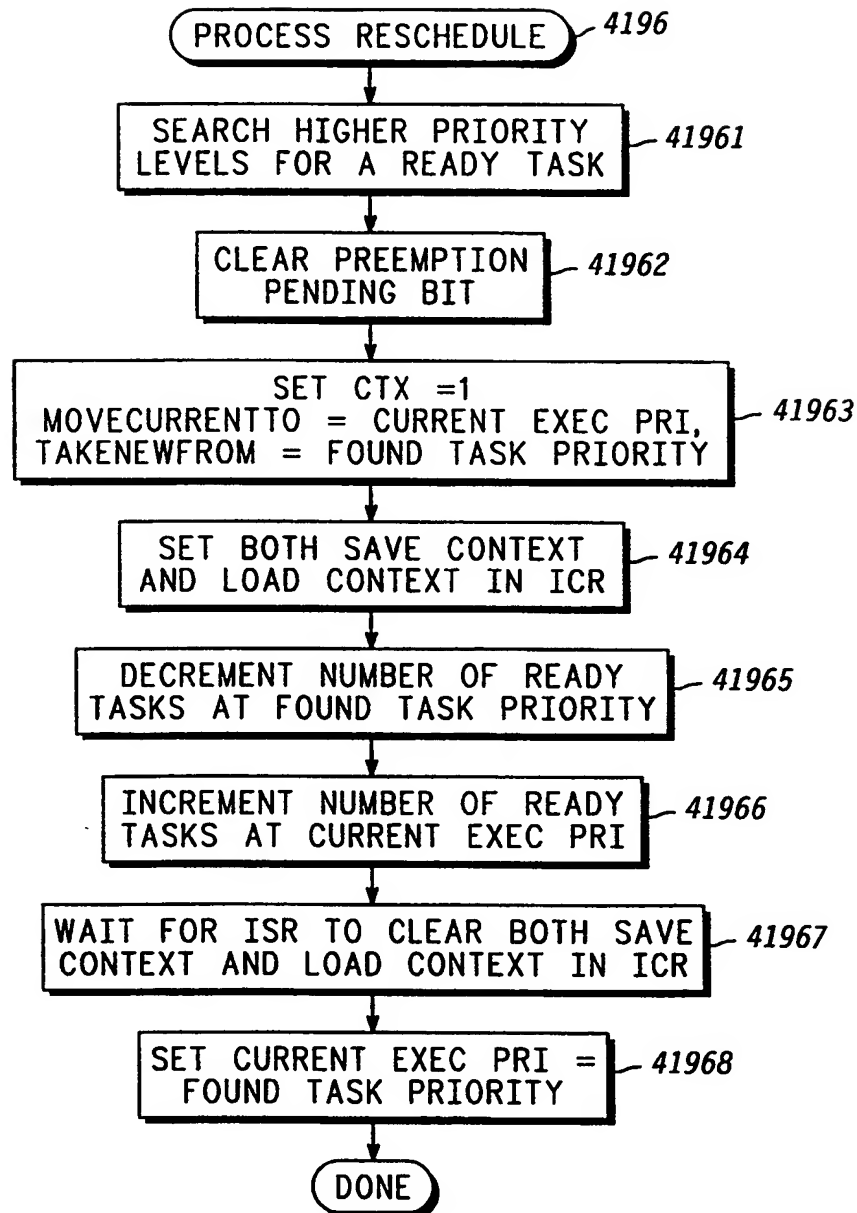 PROCESS RESCHEDULE
4196
SEARCH HIGHER PRIORITY
LEVELS FOR A READY TASK
41961
CLEAR PREEMPTION
PENDING BIT
41962
SET CTX =1
MOVECURRENTTO = CURRENT EXEC PRI,
TAKENEWFROM = FOUND TASK PRIORITY
41963
SET BOTH SAVE CONTEXT
AND LOAD CONTEXT IN ICR
41964
DECREMENT NUMBER OF READY
TASKS AT FOUND TASK PRIORITY
41965
INCREMENT NUMBER OF READY
TASKS AT CURRENT EXEC PRI
41966
WAIT FOR ISR TO CLEAR BOTH SAVE
CONTEXT AND LOAD CONTEXT IN ICR
41967
SET CURRENT EXEC PRI =
FOUND TASK PRIORITY
41968
DONE